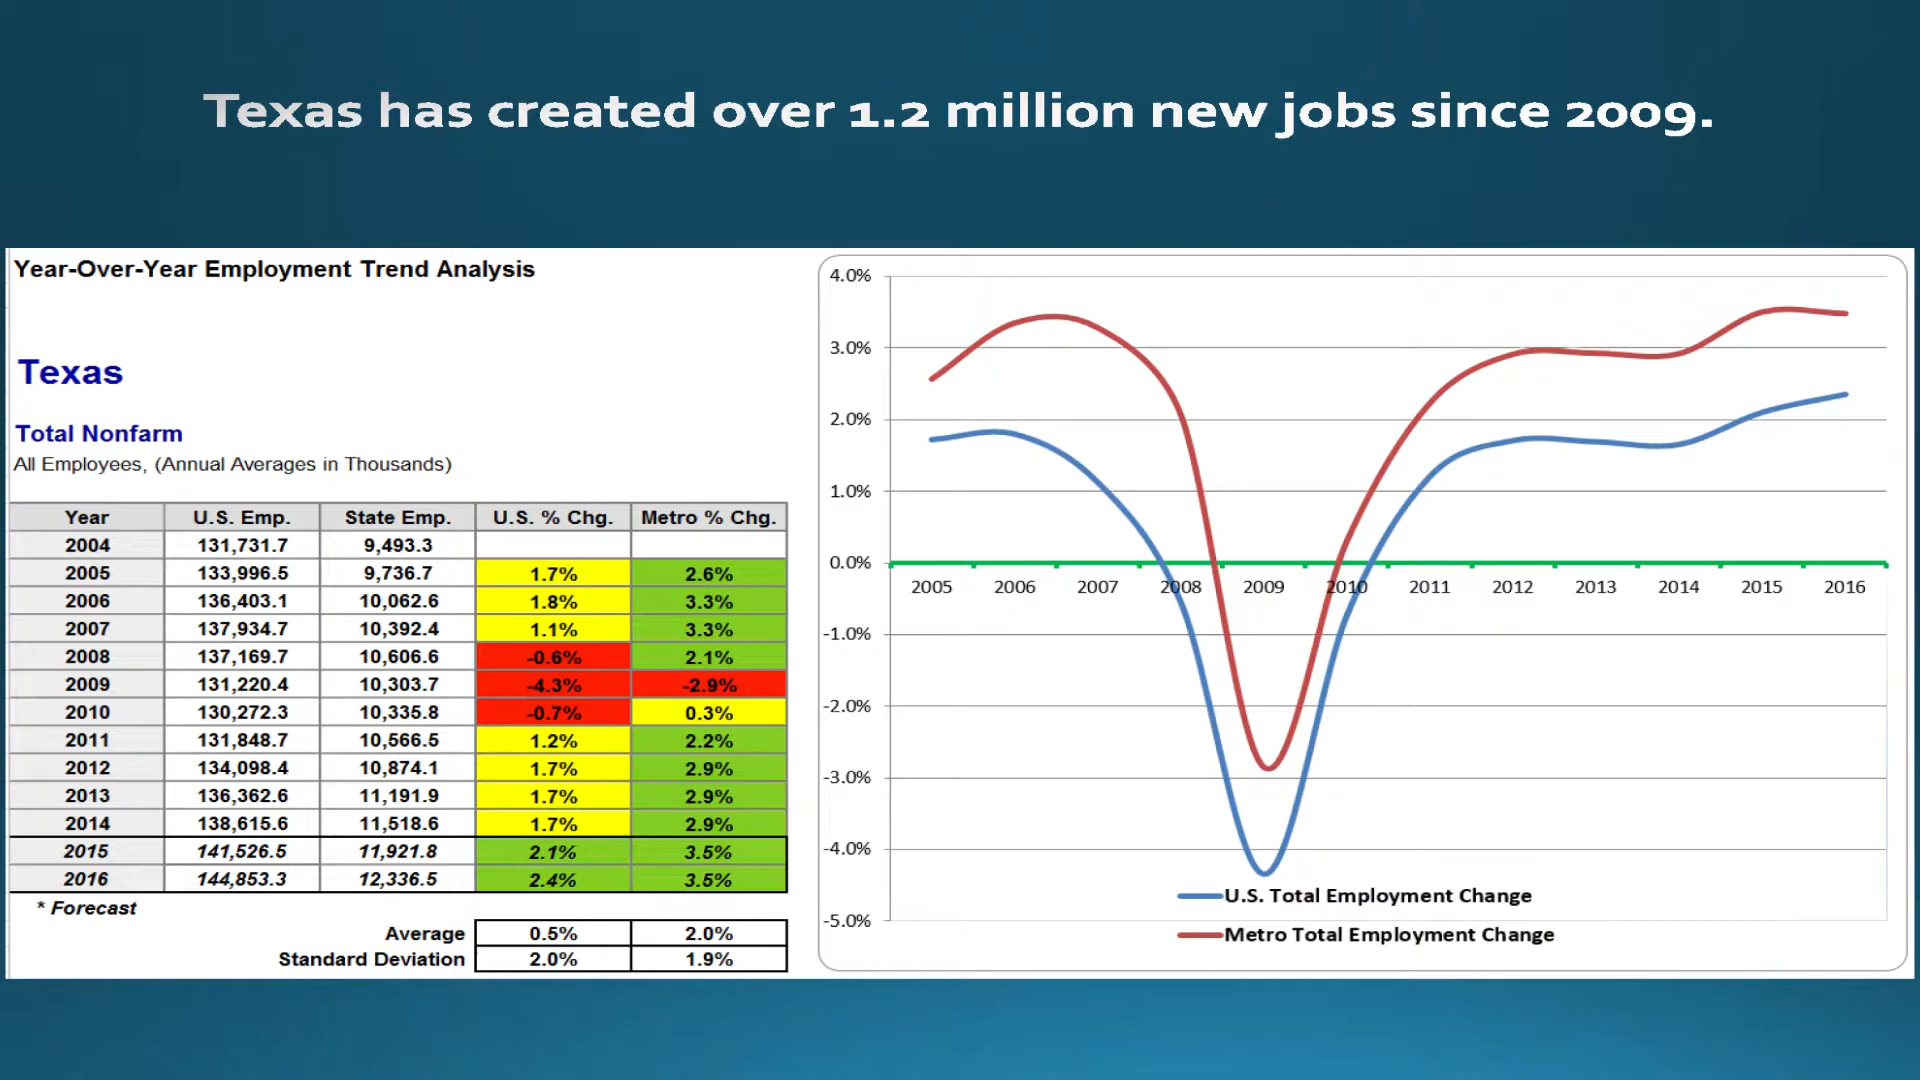 Texas has created over 1.2 million new jobs since 2009.
Year-Over-Year Employment Trend Analysis
Texas
Total Nonfarm
All Employees, (Annual Averages in Thousands)
Year U.S. Emp. State Emp. U.S. % Chg. Metro % Chg.
2004 131,731.7 9,493.3
2005 133,996.5 9,736.7 1.7% 2.6%
2006 136,403.1 10,062.6 1.8% 3.3%
2007 137,934.7 10,392.4 1.1% 3.3%
2008 137,169.7 10,606.6 -0.6% 2.1%
2009 131,220.4 10,303.7 -4.3% -2.9%
2010 130,272.3 10,335.8 -0.7% 0.3%
2011 131,848.7 10,566.5 1.2% 2.2%
2012 134,098.4 10,874.1 1.7% 2.9%
2013 136,362.6 11,191.9 1.7% 2.9%
2014 138,615.6 11,518.6 1.7% 2.9%
2015 141,526.5 11,921.8 2.1% 3.5%
2016 144,853.3 12,336.5 2.4% 3.5%
* Forecast
Average 0.5% 2.0%
Standard Deviation 2.0% 1.9%
4.0%
3.0%
2.0%
1.0%
0.0%
2005 2006 2007 2008 2009 2010 2011 2012 2013 2014 2015 2016
-1.0%
-2.0%
-3.0%
-4.0%
-5.0%
U.S. Total Employment Change
Metro Total Employment Change